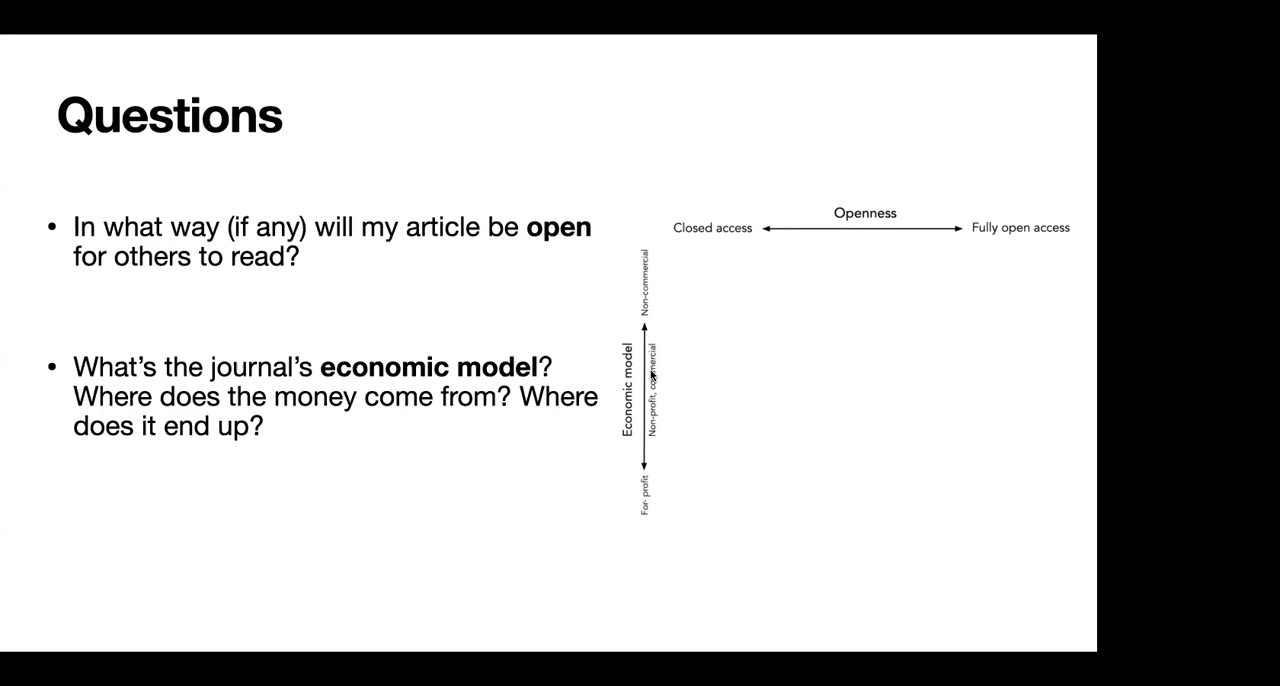 Questions
• In what way (if any) will my article be open
for others to read?
• What’s the journal’s economic model?
Where does the money come from? Where
does it end up?
Openness
Closed access
Fully open access
Non-commercial
Economic model
Non-profit, commercial
For- profit